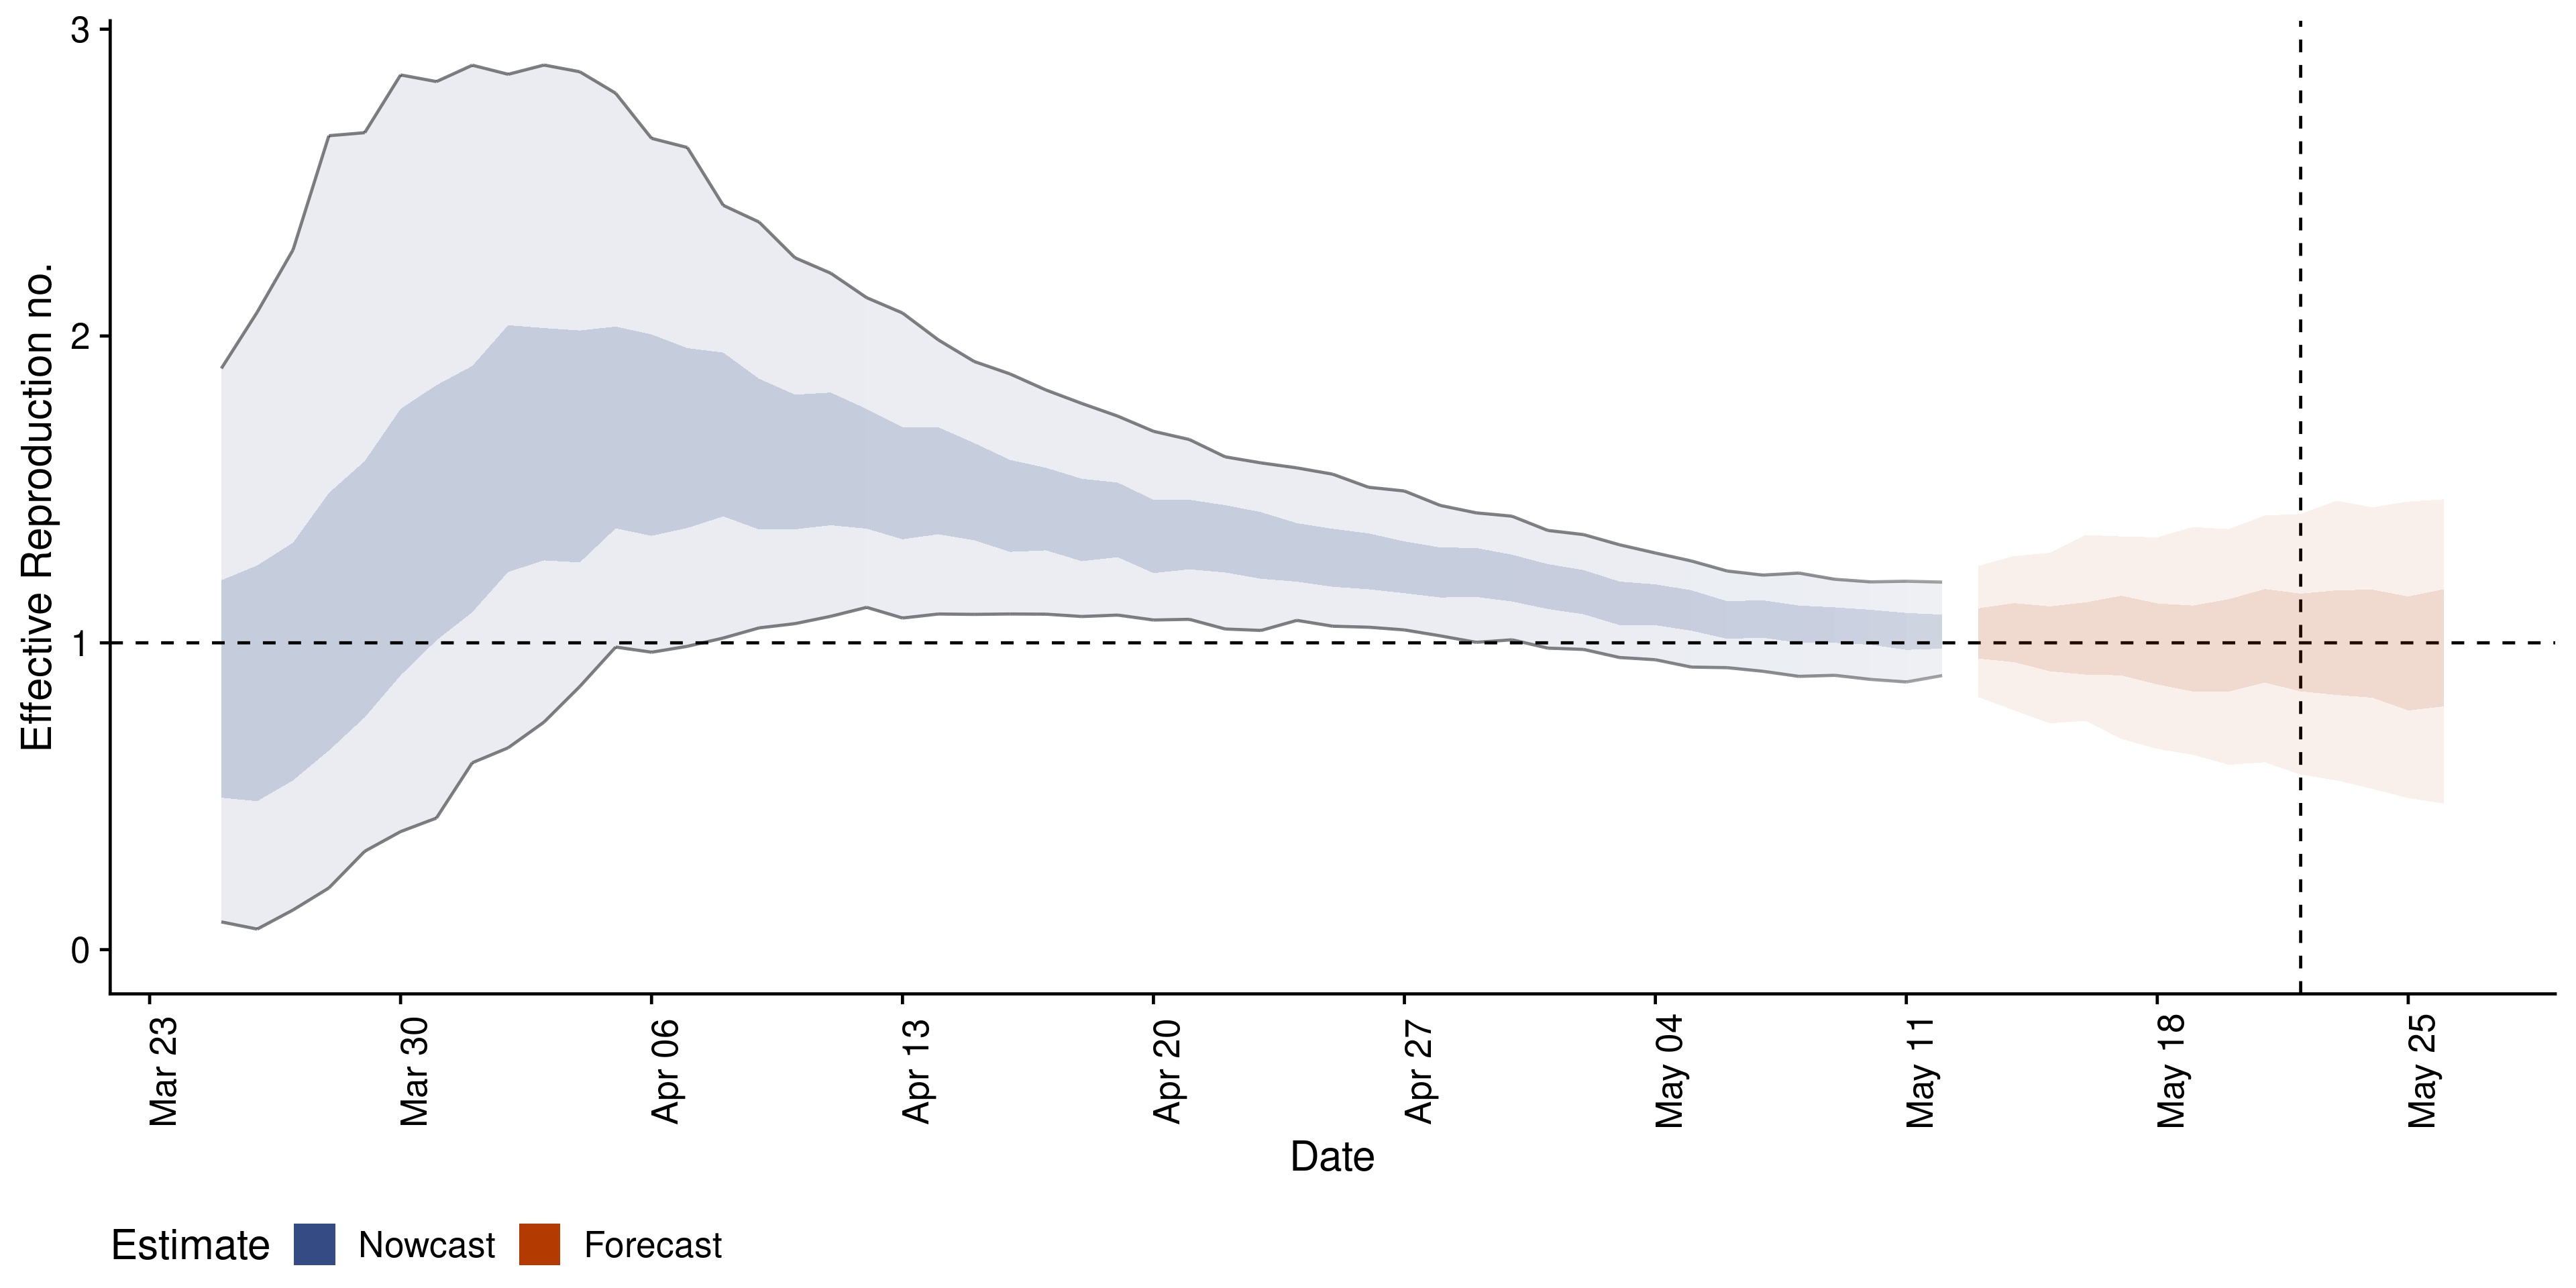 Effective Reproduction no.
3
2
1
0
Mar 23
Mar 30
Apr 06
Apr 13
Apr 20
Apr 27
May 04
May 11
May 18
May 25
Date
Estimate Nowcast Forecast